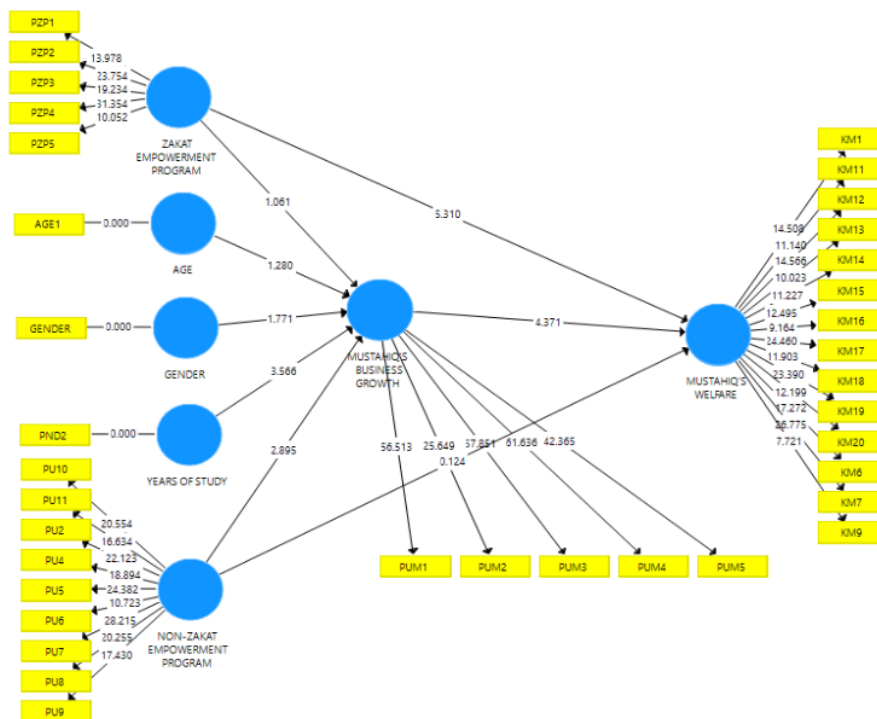 PZP1
PZP2
PZP3
PZP4
PZP5
13.978
23.754
19.234
31.354
10.052
ZAKAT
EMPOWERMENT
PROGRAM
1.061
5.310
AGE1
0.000
AGE
1.280
GENDER
0.000
GENDER
1.771
PND2
0.000
YEARS OF STUDY
3.566
MUSTAHIQ'S
BUSINESS
GROWTH
4.371
2.895
0.124
PU10
PU11
PU2
PU4
PU5
PU6
PU7
PU8
PU9
20.554
16.634
22.123
18.894
24.382
10.723
28.215
20.255
17.430
NON-ZAKAT
EMPOWERMENT
PROGRAM
56.513
25.649
57.851
61.636
42.365
PUM1
PUM2
PUM3
PUM4
PUM5
MUSTAHIQ'S
WELFARE
14.508
11.140
14.566
10.023
11.227
12.495
9.164
24.460
11.903
23.390
12.199
17.272
26.775
7.721
KM1
KM11
KM12
KM13
KM14
KM15
KM16
KM17
KM18
KM19
KM20
KM6
KM7
KM9